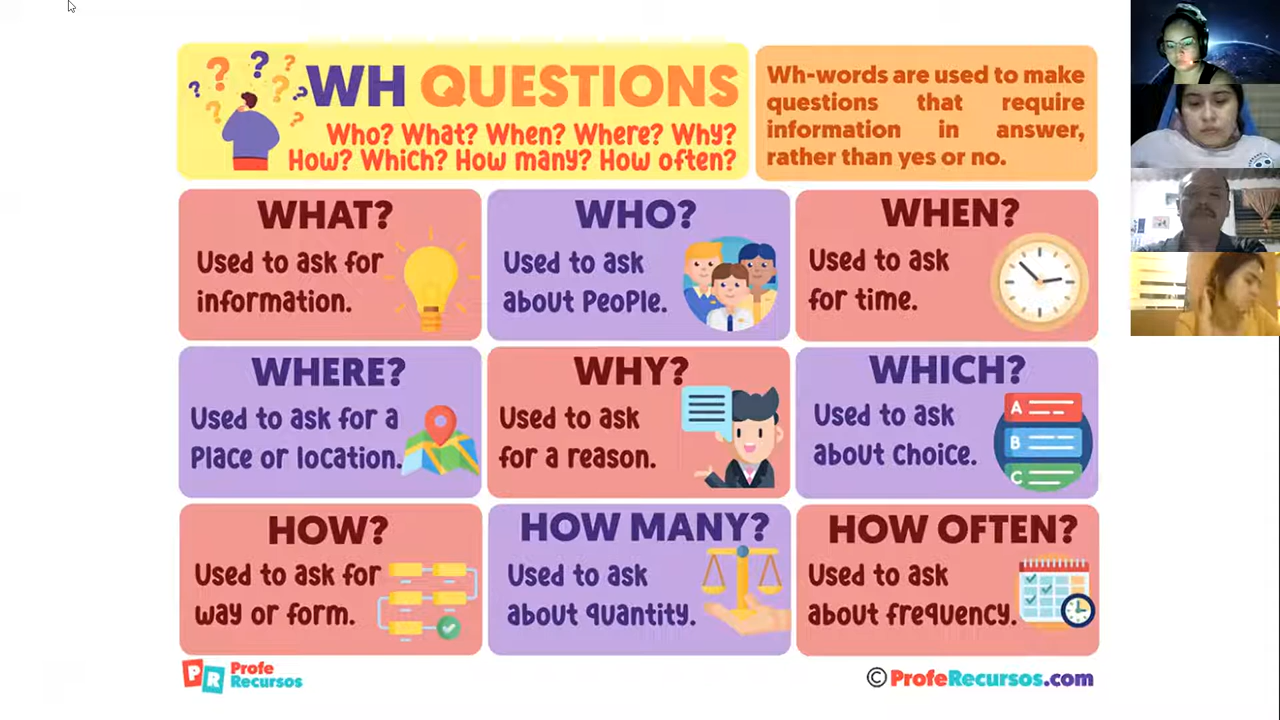 WH QUESTIONS
Who? What? When? Where? Why?
How? Which? How many? How often?
Wh-words are used to make
questions that require
information in answer,
rather than yes or no.
WHAT?
Used to ask for
information.
WHO?
Used to ask
about People.
WHEN?
Used to ask
for time.
WHERE?
Used to ask for a
Place or location.
WHY?
Used to ask
for a reason.
WHICH?
Used to ask
about choice.
A
B
C
HOW?
Used to ask for
way or form.
HOW MANY?
Used to ask
about quantity.
HOW OFTEN?
Used to ask
about frequency.
PR Profe
Recursos
© ProfeRecursos.com